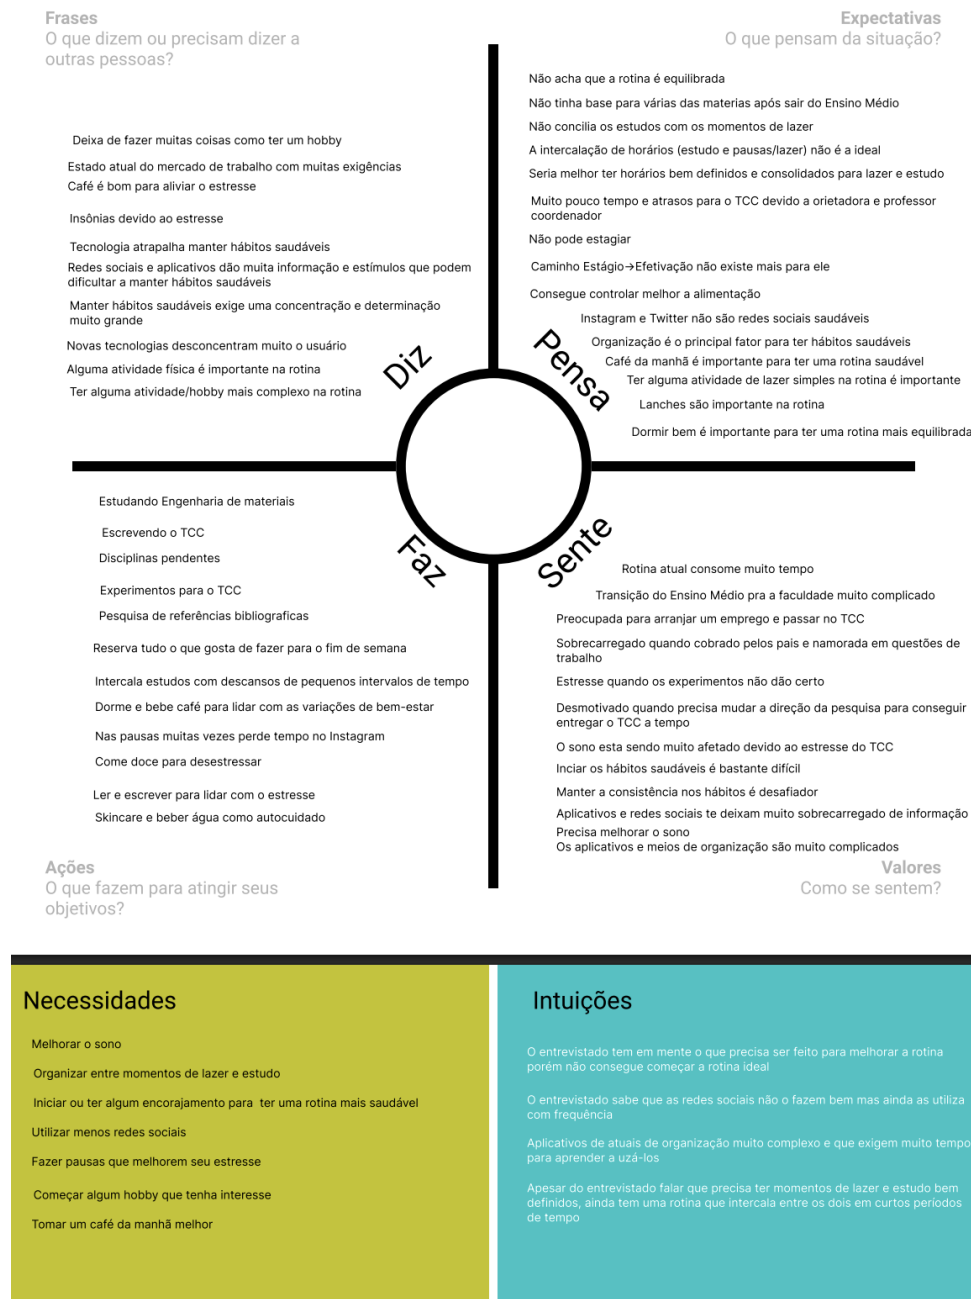 Frases
O que dizem ou precisam dizer a
outras pessoas?
Expectativas
O que pensam da situação?
Deixa de fazer muitas coisas como ter um hobby
Estado atual do mercado de trabalho com muitas exigências
Café é bom para aliviar o estresse
Insônias devido ao estresse
Tecnologia atrapalha manter hábitos saudáveis
Redes sociais e aplicativos dão muita informação e estímulos que podem
dificultar a manter hábitos saudáveis
Manter hábitos saudáveis exige uma concentração e determinação
muito grande
Novas tecnologias desconcentram muito o usuário
Alguma atividade física é importante na rotina
Ter alguma atividade/hobby mais complexo na rotina
Diz
Não acha que a rotina é equilibrada
Não tinha base para várias das materias após sair do Ensino Médio
Não concilia os estudos com os momentos de lazer
A intercalação de horários (estudo e pausas/lazer) não é a ideal
Seria melhor ter horários bem definidos e consolidados para lazer e estudo
Muito pouco tempo e atrasos para o TCC devido a orietadora e professor
coordenador
Não pode estagiar
Caminho Estágio→Efetivação não existe mais para ele
Consegue controlar melhor a alimentação
Instagram e Twitter não são redes sociais saudáveis
Organização é o principal fator para ter hábitos saudáveis
Café da manhã é importante para ter uma rotina saudável
Ter alguma atividade de lazer simples na rotina é importante
Lanches são importante na rotina
Dormir bem é importante para ter uma rotina mais equilibrada
Pensa
Estudando Engenharia de materiais
Escrevendo o TCC
Disciplinas pendentes
Experimentos para o TCC
Pesquisa de referências bibliograficas
Reserva tudo o que gosta de fazer para o fim de semana
Intercala estudos com descansos de pequenos intervalos de tempo
Dorme e bebe café para lidar com as variações de bem-estar
Nas pausas muitas vezes perde tempo no Instagram
Come doce para desestressar
Ler e escrever para lidar com o estresse
Skincare e beber água como autocuidado
Faz
Sente
Rotina atual consome muito tempo
Transição do Ensino Médio pra a faculdade muito complicado
Preocupada para arranjar um emprego e passar no TCC
Sobrecarregado quando cobrado pelos pais e namorada em questões de
trabalho
Estresse quando os experimentos não dão certo
Desmotivado quando precisa mudar a direção da pesquisa para conseguir
entregar o TCC a tempo
O sono esta sendo muito afetado devido ao estresse do TCC
Inciar os hábitos saudáveis é bastante difícil
Manter a consistência nos hábitos é desafiador
Aplicativos e redes sociais te deixam muito sobrecarregado de informação
Precisa melhorar o sono
Os aplicativos e meios de organização são muito complicados
Ações
O que fazem para atingir seus
objetivos?
Valores
Como se sentem?
Necessidades
Melhorar o sono
Organizar entre momentos de lazer e estudo
Iniciar ou ter algum encorajamento para ter uma rotina mais saudável
Utilizar menos redes sociais
Fazer pausas que melhorem seu estresse
Começar algum hobby que tenha interesse
Tomar um café da manhã melhor
Intuições
O entrevistado tem em mente o que precisa ser feito para melhorar a rotina
porém não consegue começar a rotina ideal
O entrevistado sabe que as redes sociais não o fazem bem mas ainda as utiliza
com frequência
Aplicativos de atuais de organização muito complexo e que exigem muito tempo
para aprender a uzá-los
Apesar do entrevistado falar que precisa ter momentos de lazer e estudo bem
definidos, ainda tem uma rotina que intercala entre os dois em curtos períodos
de tempo